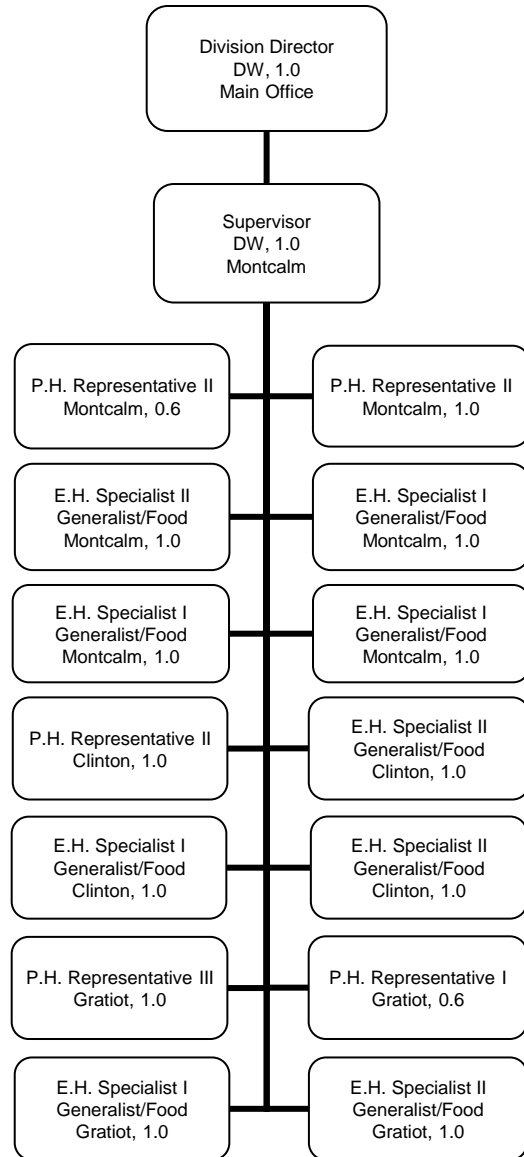 Division Director
DW, 1.0
Main Office
Supervisor
DW, 1.0
Montcalm
P.H. Representative II
Montcalm, 0.6
P.H. Representative II
Montcalm, 1.0
E.H. Specialist II
Generalist/Food
Montcalm, 1.0
E.H. Specialist I
Generalist/Food
Montcalm, 1.0
E.H. Specialist I
Generalist/Food
Montcalm, 1.0
E.H. Specialist I
Generalist/Food
Montcalm, 1.0
P.H. Representative II
Clinton, 1.0
E.H. Specialist II
Generalist/Food
Clinton, 1.0
E.H. Specialist I
Generalist/Food
Clinton, 1.0
E.H. Specialist II
Generalist/Food
Clinton, 1.0
P.H. Representative III
Gratiot, 1.0
P.H. Representative I
Gratiot, 0.6
E.H. Specialist I
Generalist/Food
Gratiot, 1.0
E.H. Specialist II
Generalist/Food
Gratiot, 1.0